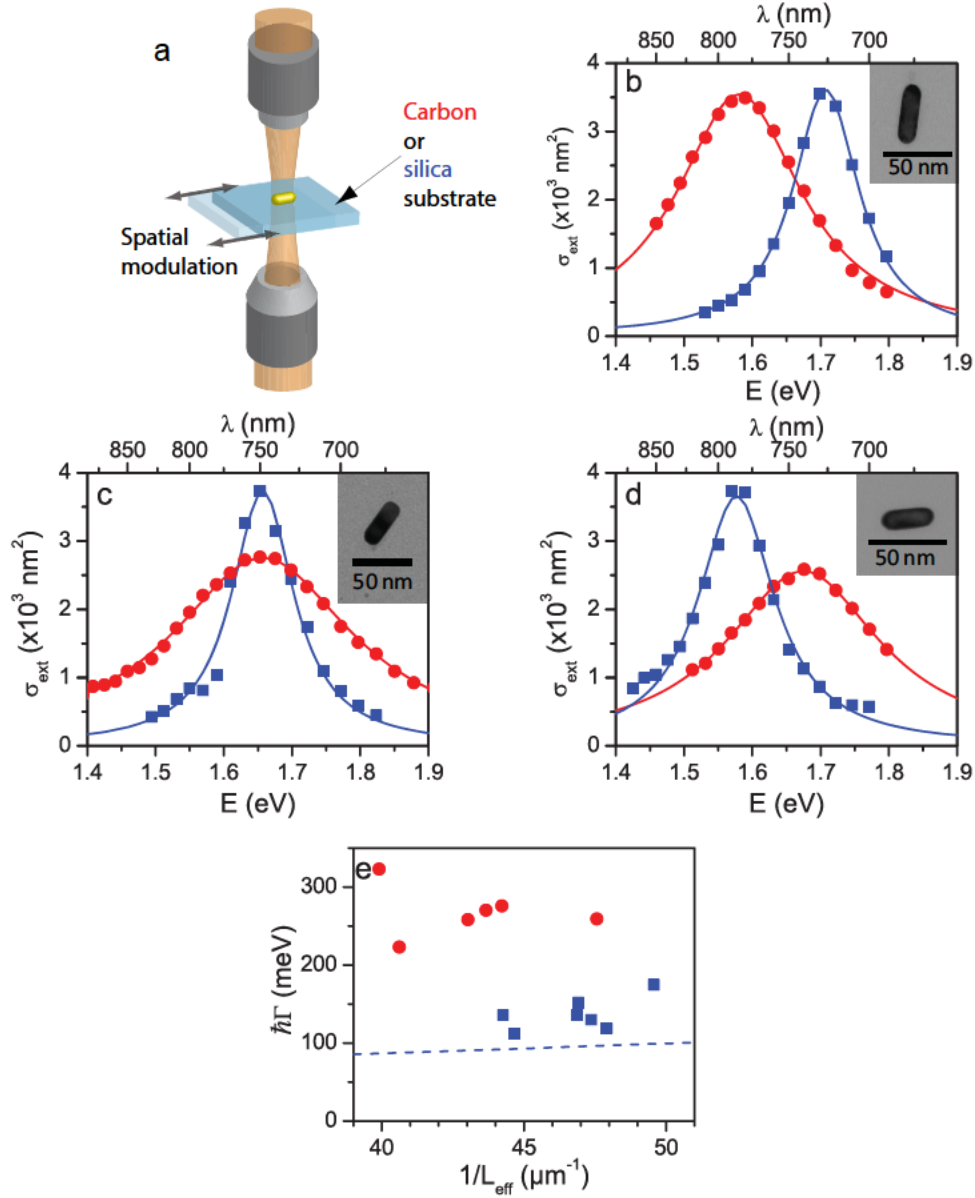 a
Carbon
or
silica
substrate
Spatial
modulation
λ (nm)
850 800 750 700
b
4
3
2
1
0
σext (x10³ nm²)
50 nm
1.4 1.5 1.6 1.7 1.8 1.9
E (eV)
λ (nm)
850 800 750 700
c
4
3
2
1
0
σext (x10³ nm²)
50 nm
1.4 1.5 1.6 1.7 1.8 1.9
E (eV)
λ (nm)
850 800 750 700
d
4
3
2
1
0
σext (x10³ nm²)
50 nm
1.4 1.5 1.6 1.7 1.8 1.9
E (eV)
e
300
200
100
0
ℏΓ (meV)
40 45 50
1/Leff (μm⁻¹)